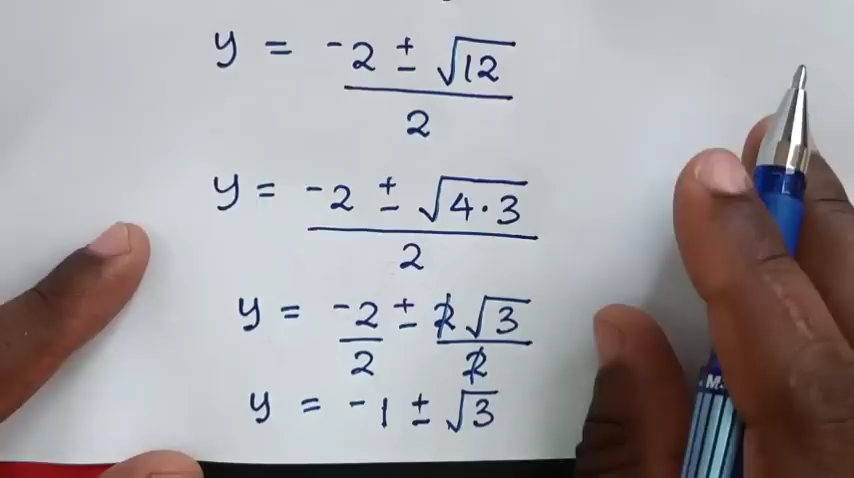 y = -2 ± √12
2
y = -2 ± √4·3
2
y = -2 ± 2√3
2 2
y = -1 ± √3
M